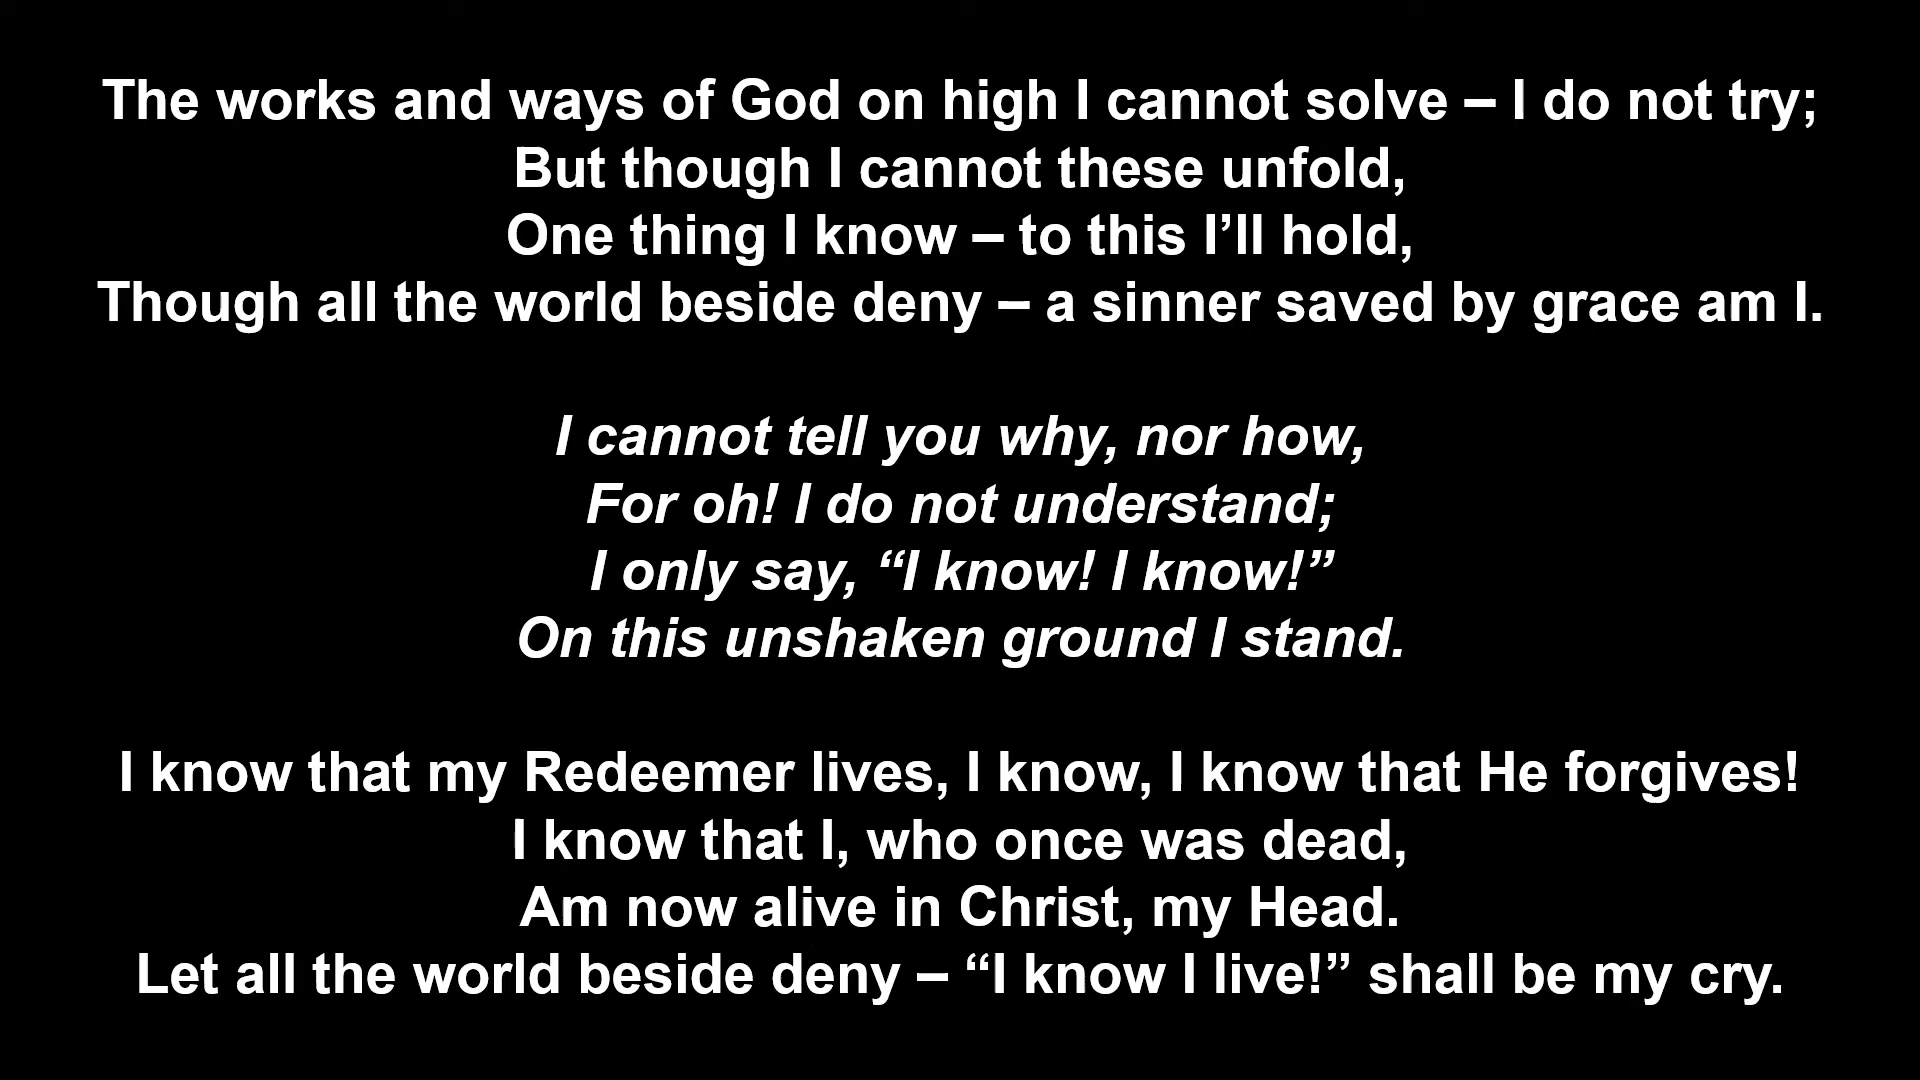 The works and ways of God on high I cannot solve – I do not try;
But though I cannot these unfold,
One thing I know – to this I’ll hold,
Though all the world beside deny – a sinner saved by grace am I.
I cannot tell you why, nor how,
For oh! I do not understand;
I only say, “I know! I know!”
On this unshaken ground I stand.
I know that my Redeemer lives, I know, I know that He forgives!
I know that I, who once was dead,
Am now alive in Christ, my Head.
Let all the world beside deny – “I know I live!” shall be my cry.